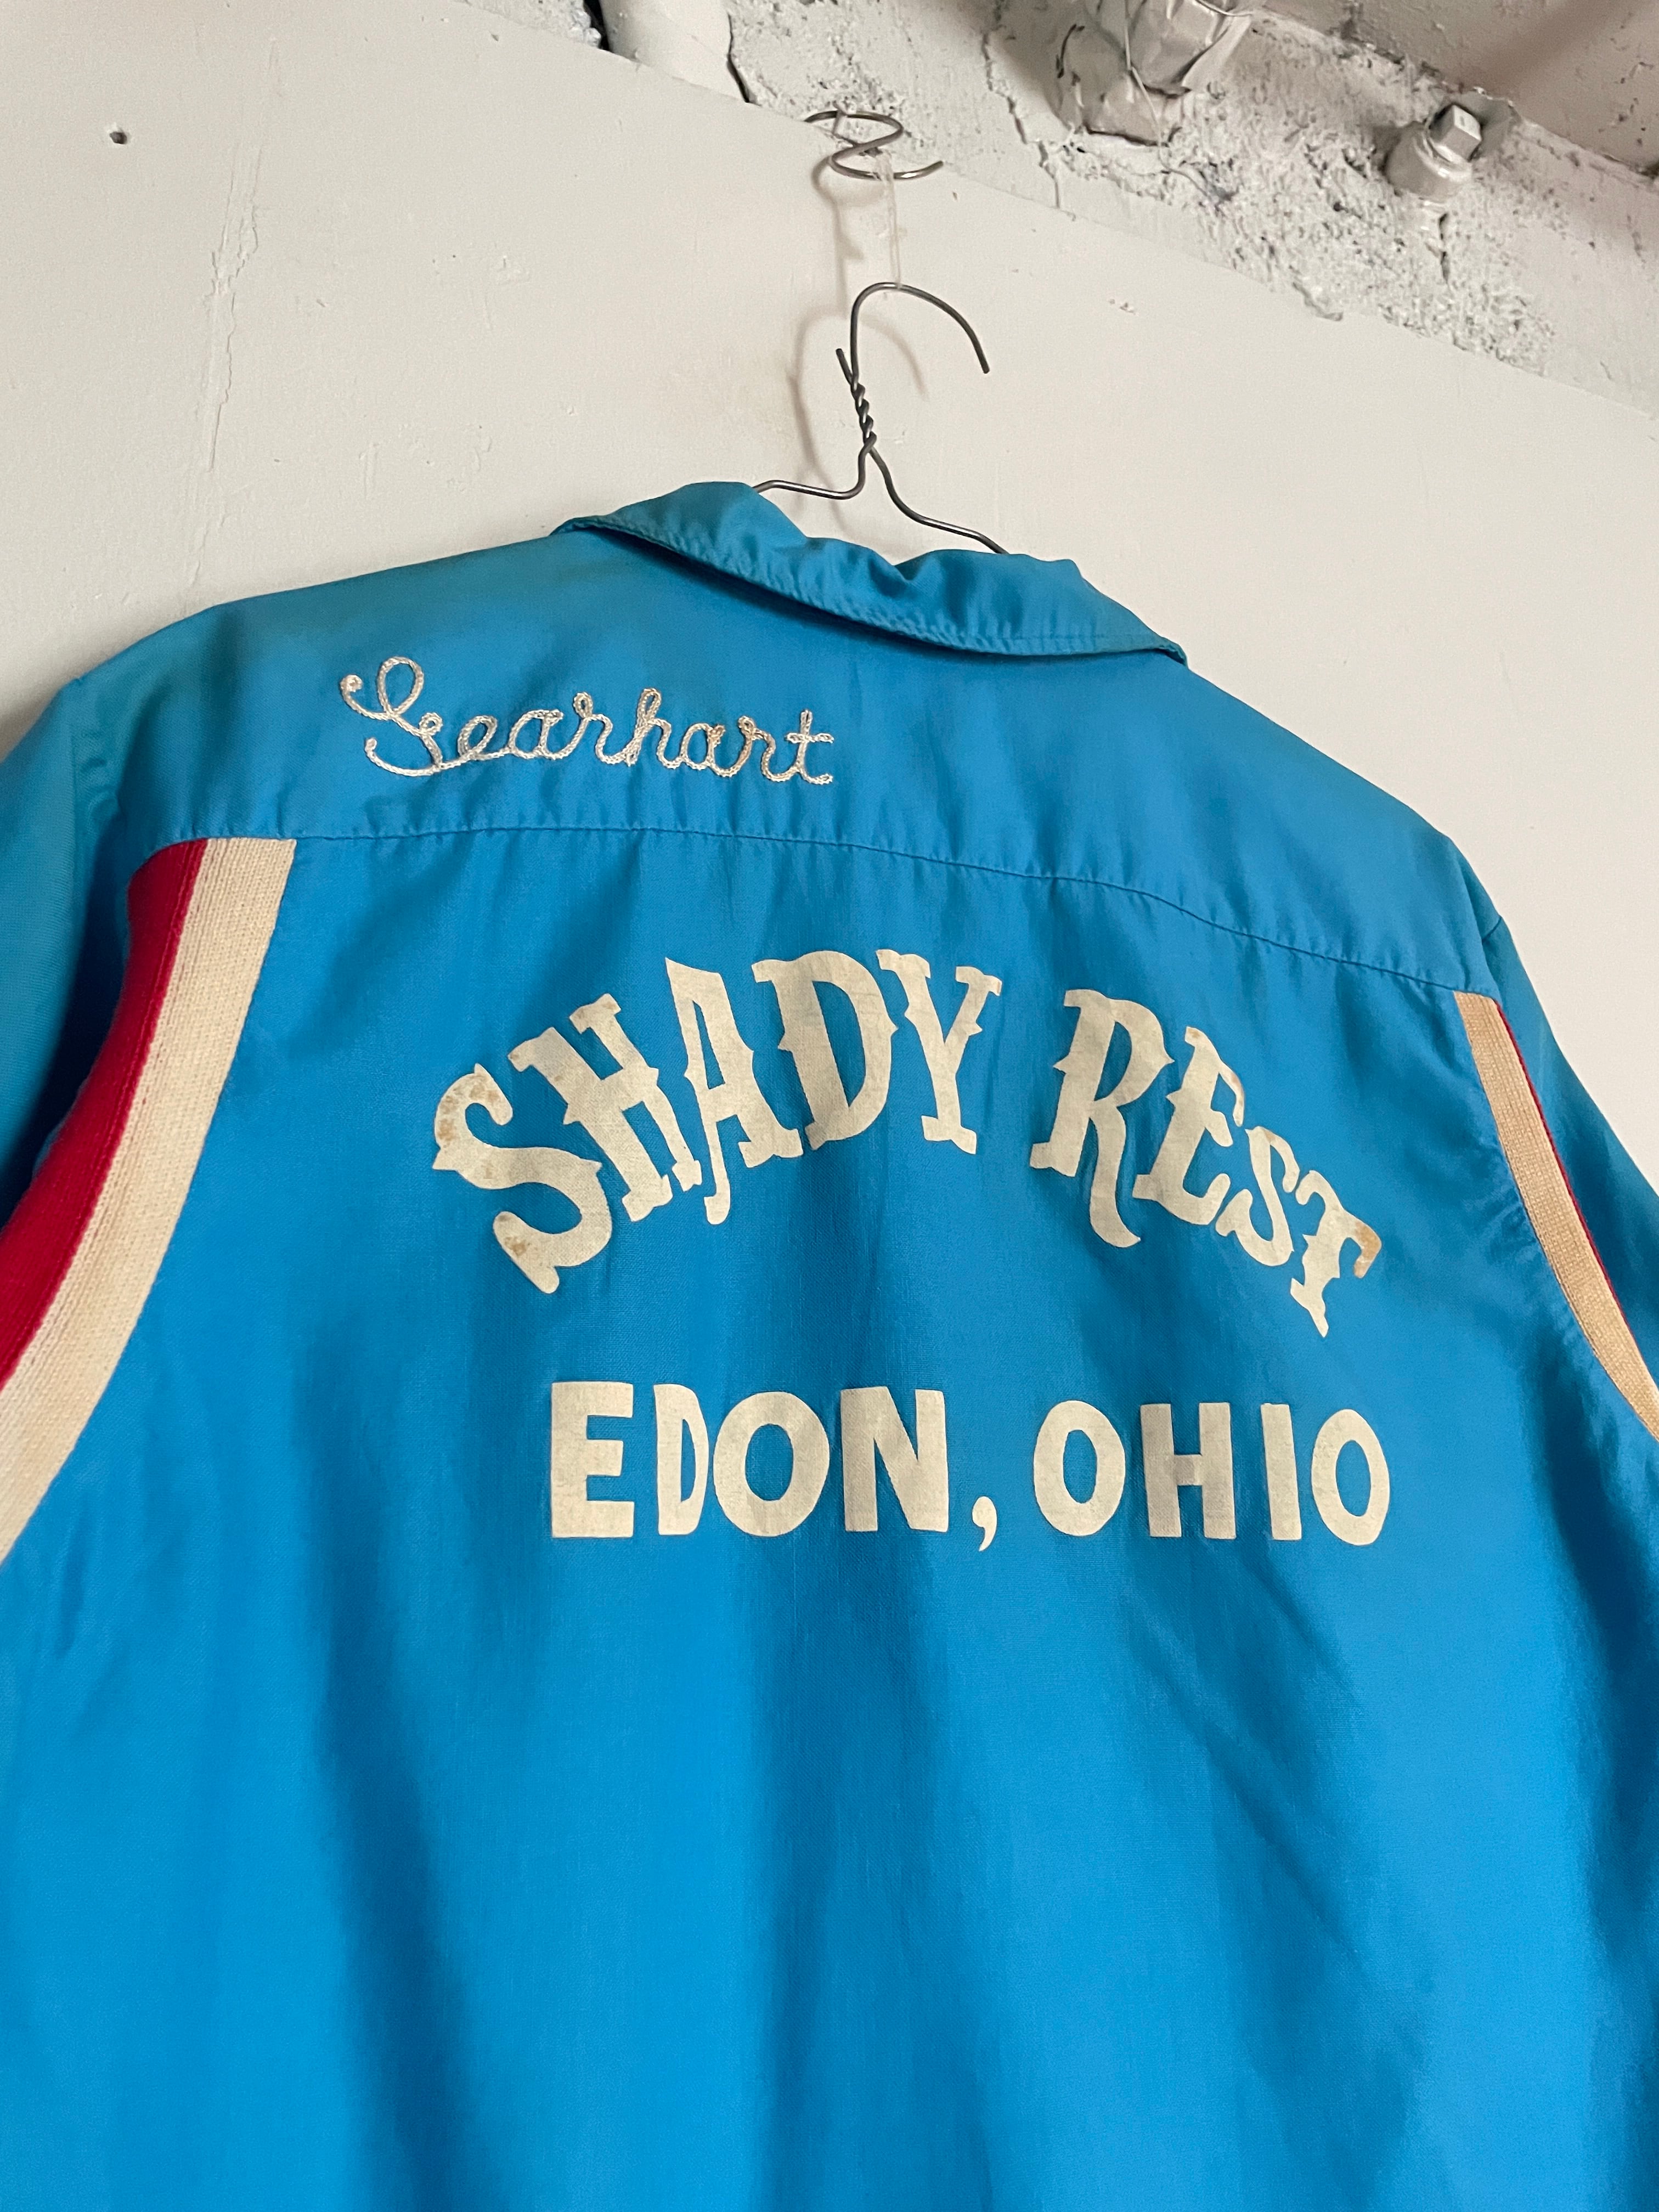 Gearhart
SHADY REST
EDON, OHIO